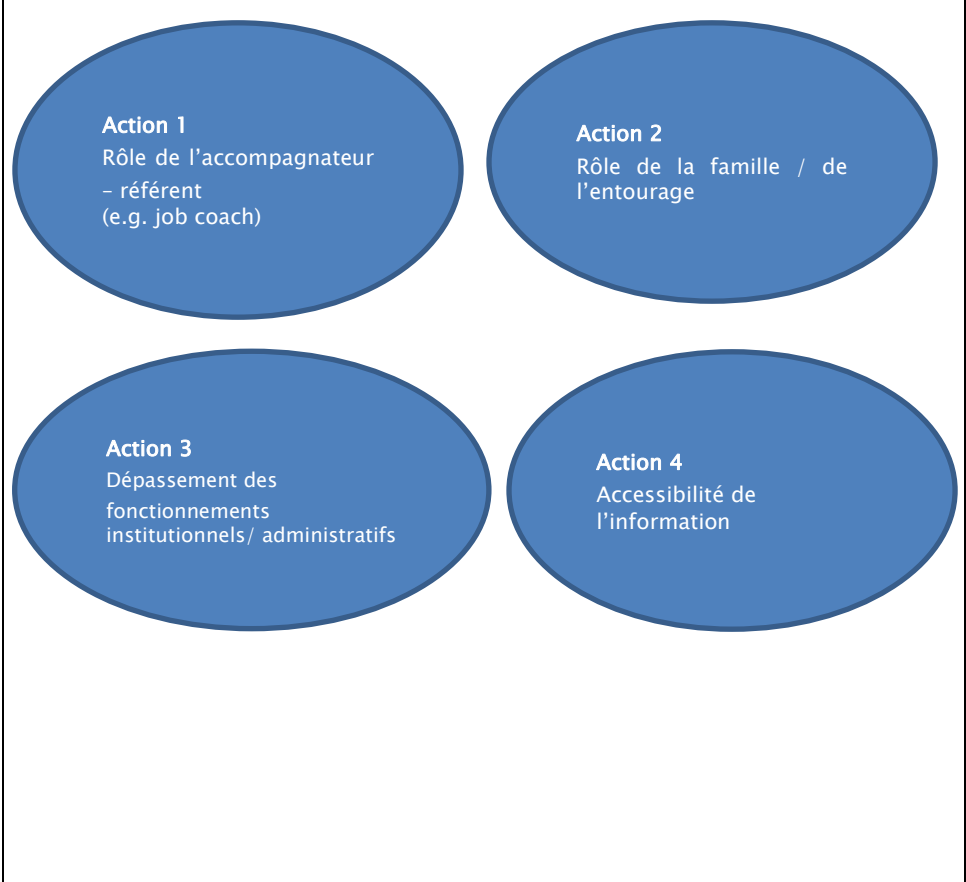 Action 1
Rôle de l’accompagnateur
– référent
(e.g. job coach)
Action 2
Rôle de la famille / de
l’entourage
Action 3
Dépassement des
fonctionnements
institutionnels/ administratifs
Action 4
Accessibilité de
l’information